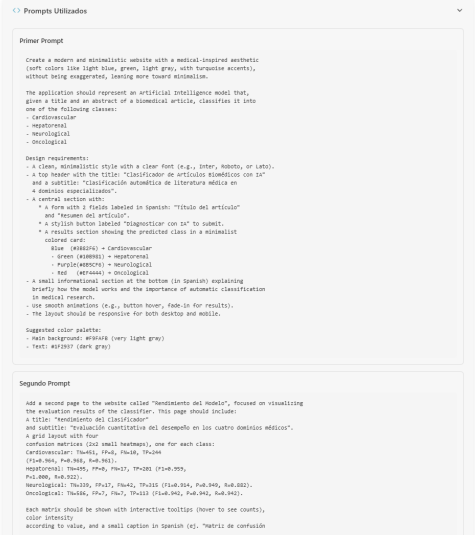 <> Prompts Utilizados
Primer Prompt
Create a modern and minimalistic website with a medical-inspired aesthetic
(soft colors like light blue, green, light gray, with turquoise accents),
without being exaggerated, leaning more toward minimalism.
The application should represent an Artificial Intelligence model that,
given a title and an abstract of a biomedical article, classifies it into
one of the following classes:
- Cardiovascular
- Hepatorenal
- Neurological
- Oncological
Design requirements:
- A clean, minimalistic style with a clear font (e.g., Inter, Roboto, or Lato).
- A top header with the title: "Clasificador de Artículos Biomédicos con IA"
and a subtitle: "Clasificación automática de literatura médica en
4 dominios especializados".
- A central section with:
* A form with 2 fields labeled in Spanish: "Título del artículo"
and "Resumen del artículo".
* A stylish button labeled "Diagnosticar con IA" to submit.
* A results section showing the predicted class in a minimalist
colored card:
Blue (#3B82F6) → Cardiovascular
- Green (#10B981) → Hepatorenal
- Purple(#8B5CF6) → Neurological
- Red (#EF4444) → Oncological
- A small informational section at the bottom (in Spanish) explaining
briefly how the model works and the importance of automatic classification
in medical research.
- Use smooth animations (e.g., button hover, fade-in for results).
- The layout should be responsive for both desktop and mobile.
Suggested color palette:
- Main background: #F9FAFB (very light gray)
- Text: #1F2937 (dark gray)
Segundo Prompt
Add a second page to the website called "Rendimiento del Modelo", focused on visualizing
the evaluation results of the classifier. This page should include:
A title: "Rendimiento del Clasificador"
and subtitle: "Evaluación cuantitativa del desempeño en los cuatro dominios médicos".
A grid layout with four
confusion matrices (2x2 small heatmaps), one for each class:
Cardiovascular: TN=451, FP=8, FN=10, TP=244
(F1=0.964, P=0.968, R=0.961).
Hepatorenal: TN=495, FP=0, FN=17, TP=201 (F1=0.959,
P=1.000, R=0.922).
Neurological: TN=339, FP=17, FN=42, TP=315 (F1=0.914, P=0.949, R=0.882).
Oncological: TN=586, FP=7, FN=7, TP=113 (F1=0.942, P=0.942, R=0.942).
Each matrix should be shown with interactive tooltips (hover to see counts),
color intensity
according to value, and a small caption in Spanish (ej. "Matriz de confusión